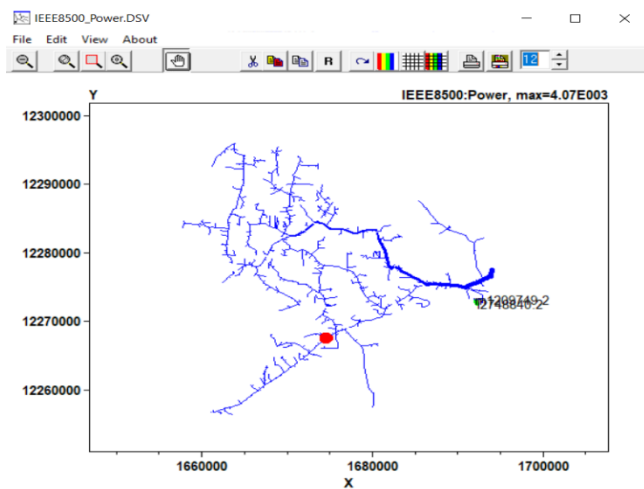 IEEE8500_Power.DSV
File Edit View About
R
12
Y
IEEE8500:Power, max=4.07E003
12300000
12290000
12280000
12270000
12260000
1660000
1680000
1700000
X